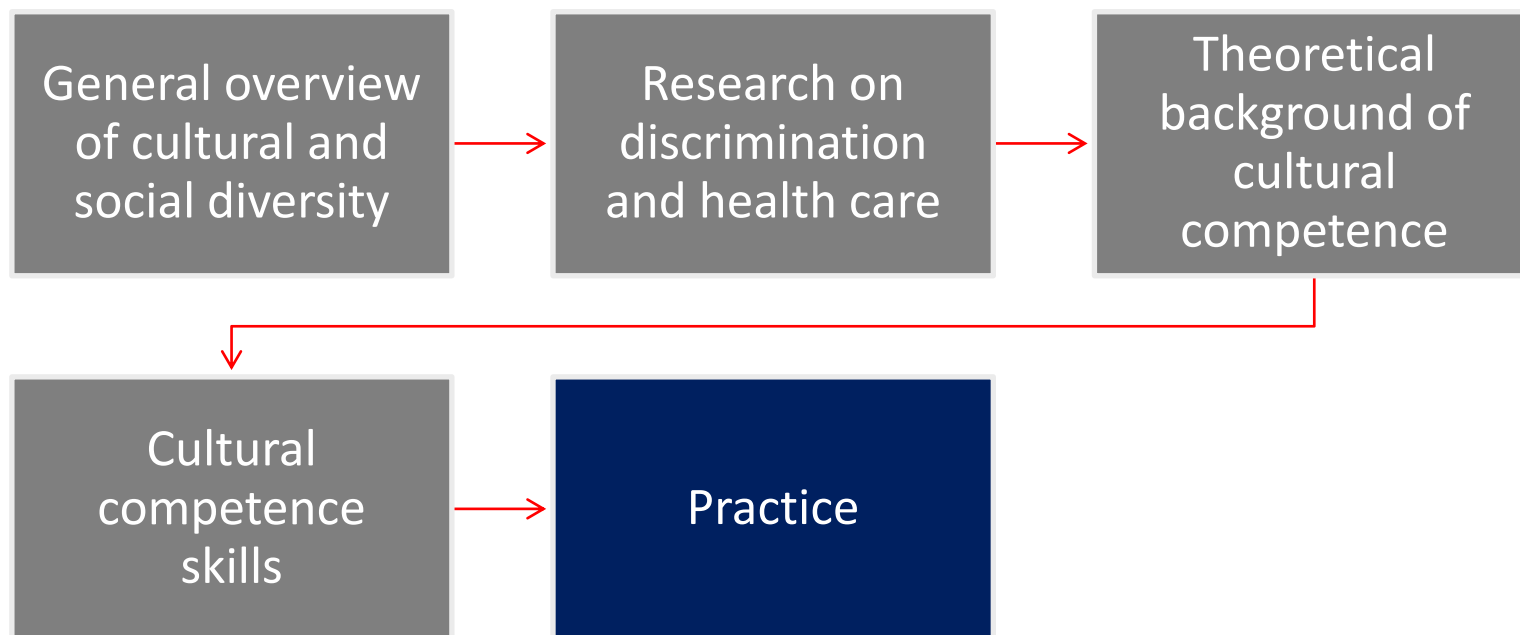 General overview
of cultural and
social diversity
Research on
discrimination
and health care
Theoretical
background of
cultural
competence
Cultural
competence
skills
Practice